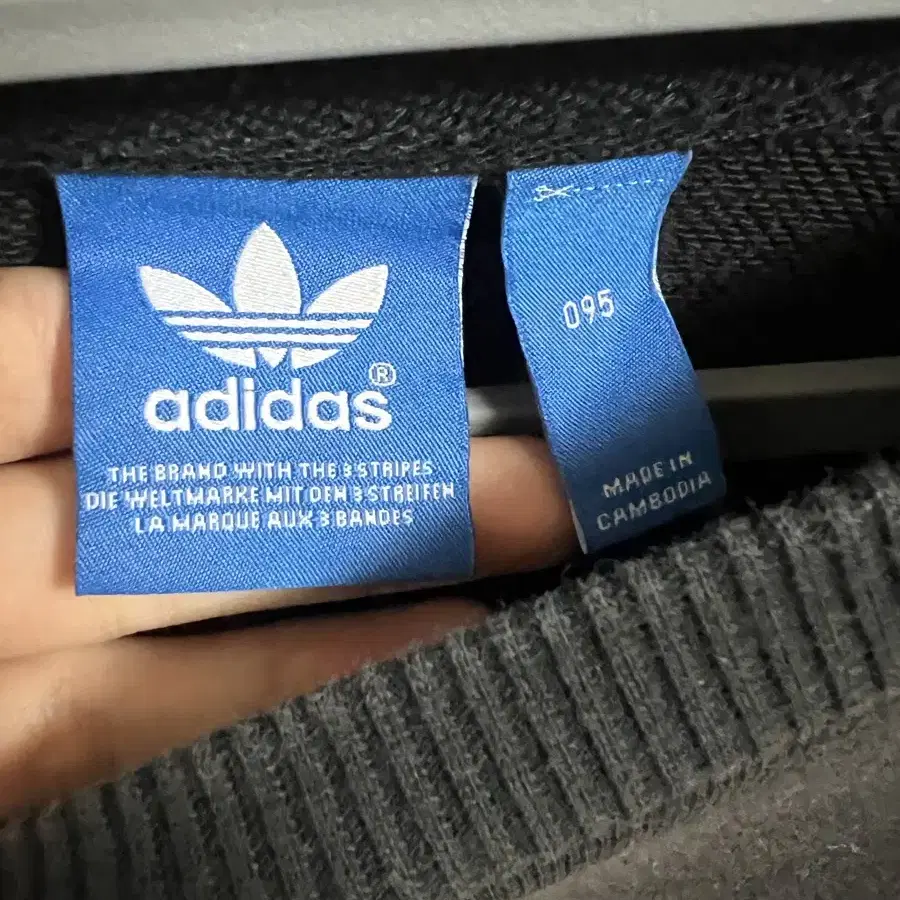 adidas®
THE BRAND WITH THE 3 STRIPES
DIE WELTMARKE MIT DEN 3 STREIFEN
LA MARQUE AUX 3 BANDES
095
MADE IN
CAMBODIA